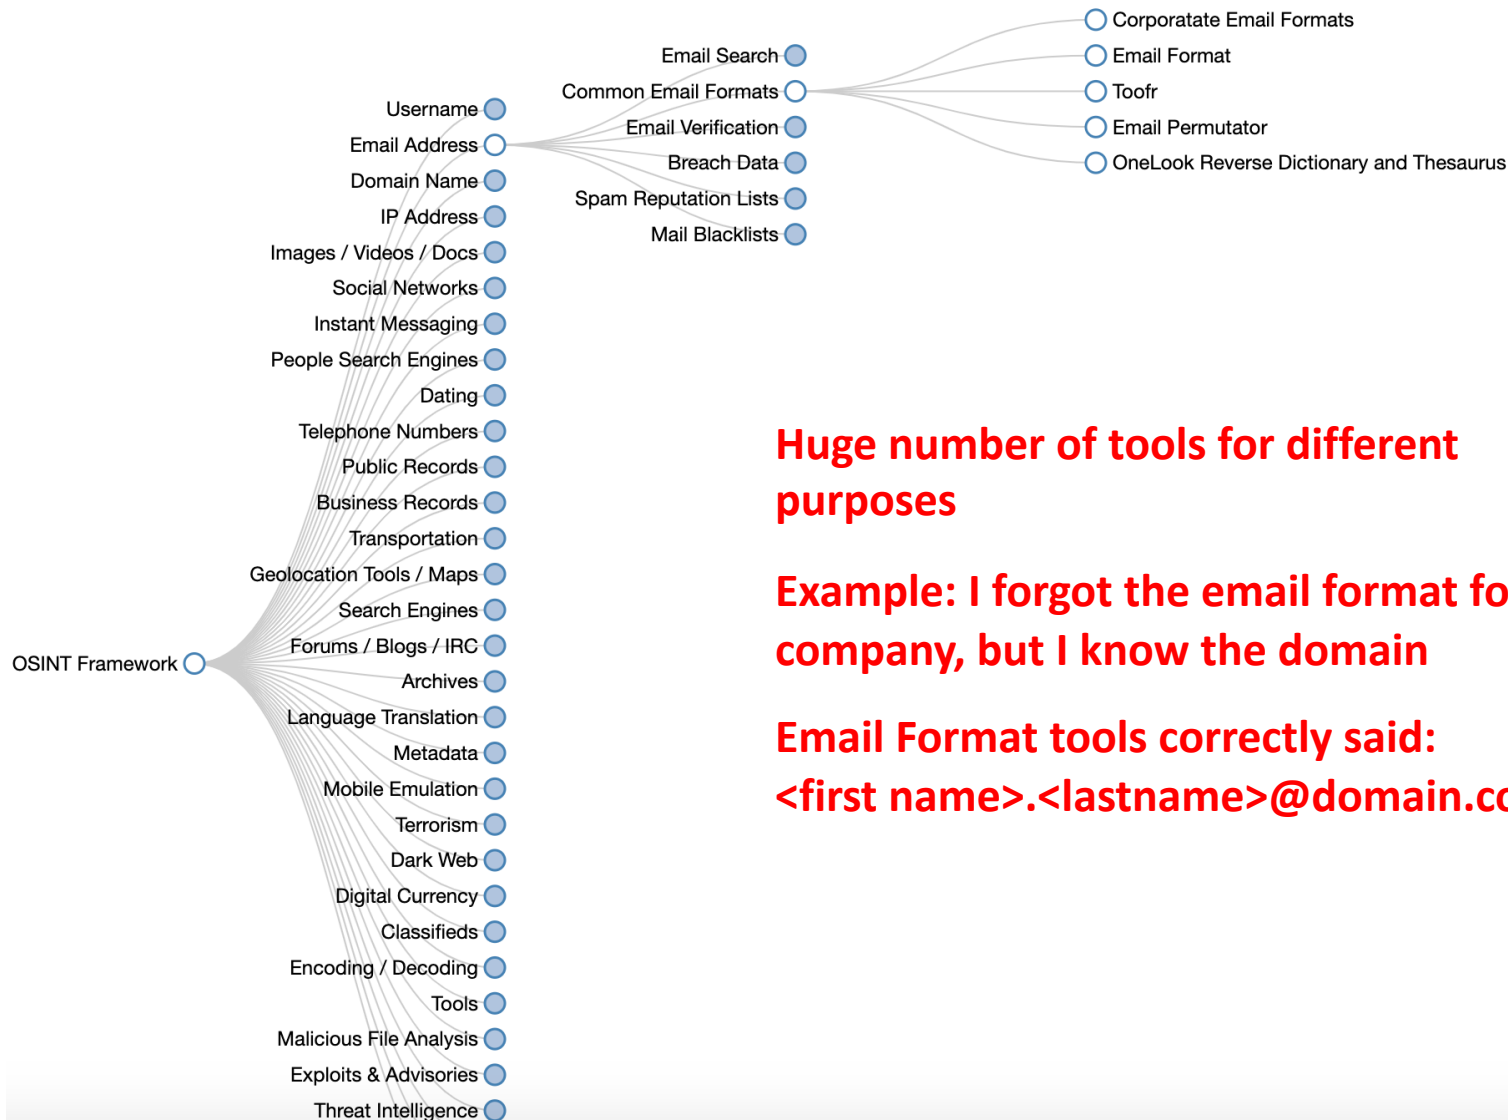 OSINT Framework
Username
Email Address
Domain Name
IP Address
Images / Videos / Docs
Social Networks
Instant Messaging
People Search Engines
Dating
Telephone Numbers
Public Records
Business Records
Transportation
Geolocation Tools / Maps
Search Engines
Forums / Blogs / IRC
Archives
Language Translation
Metadata
Mobile Emulation
Terrorism
Dark Web
Digital Currency
Classifieds
Encoding / Decoding
Tools
Malicious File Analysis
Exploits & Advisories
Threat Intelligence
Email Search
Common Email Formats
Email Verification
Breach Data
Spam Reputation Lists
Mail Blacklists
Corporatate Email Formats
Email Format
Toofr
Email Permutator
OneLook Reverse Dictionary and Thesaurus
Huge number of tools for different
purposes
Example: I forgot the email format fo
company, but I know the domain
Email Format tools correctly said:
<first name>.<lastname>@domain.co